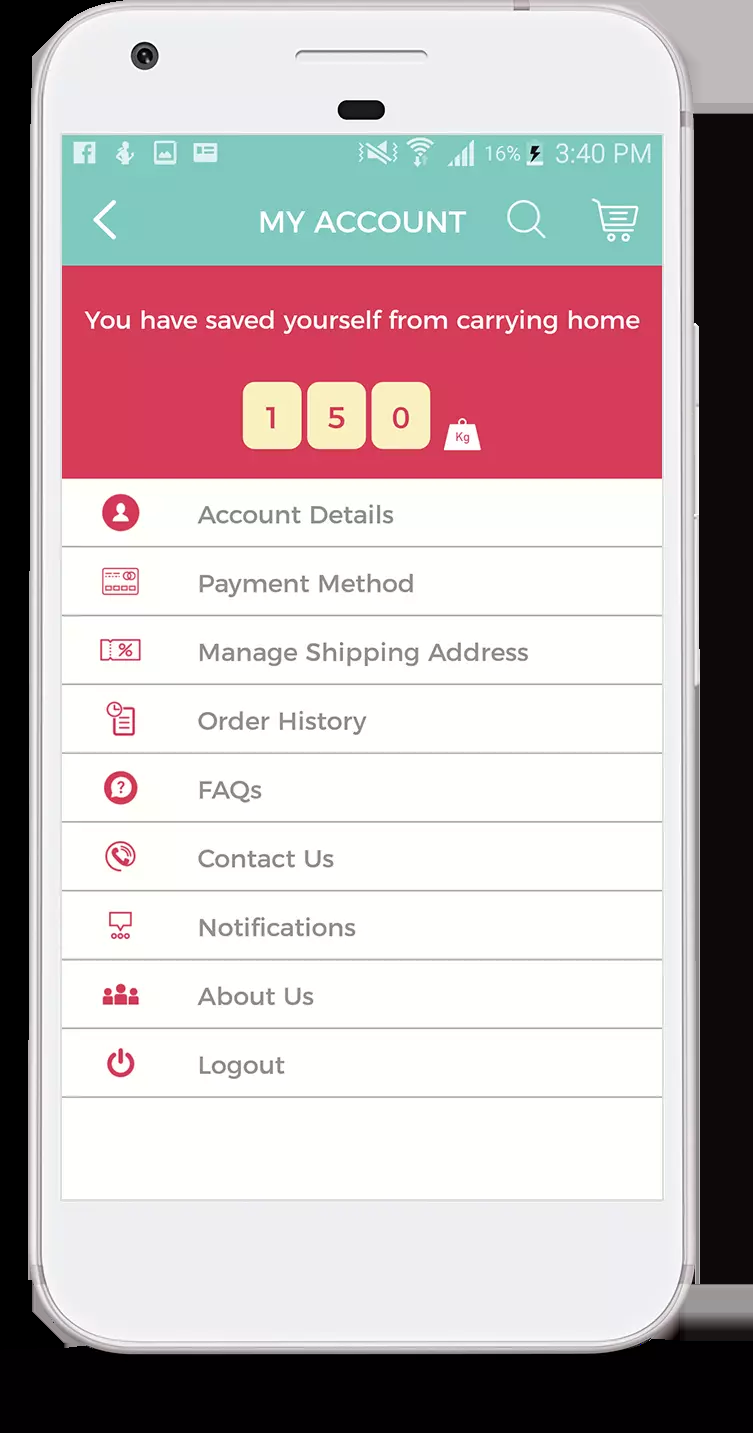 16% 3:40 PM
MY ACCOUNT
You have saved yourself from carrying home
1 5 0 Kg
Account Details
Payment Method
% Manage Shipping Address
Order History
? FAQs
Contact Us
Notifications
About Us
Logout